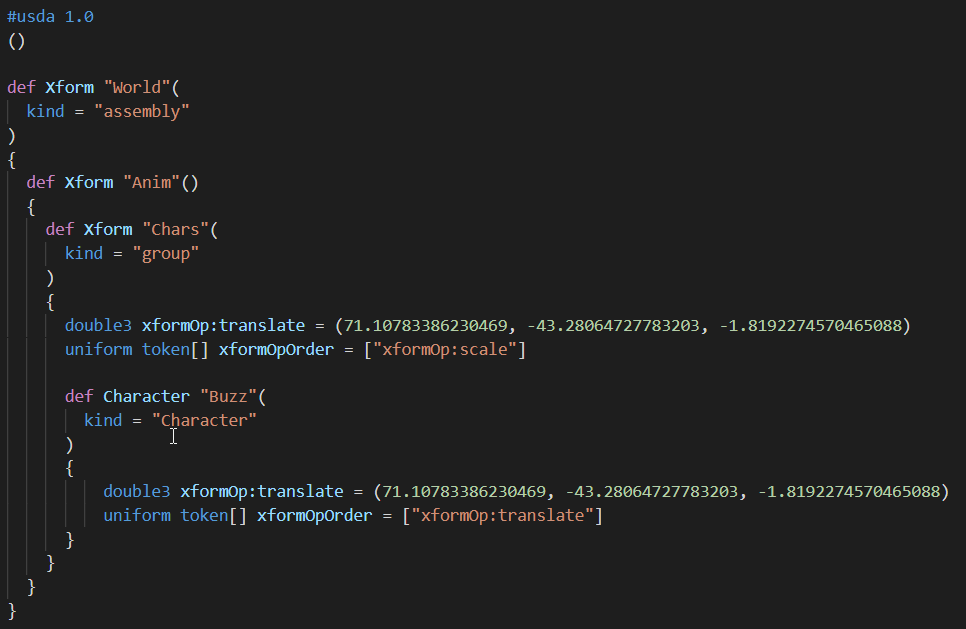 #usda 1.0
()
def Xform "World"(
kind = "assembly"
)
{
def Xform "Anim"()
{
def Xform "Chars"(
kind = "group"
)
{
double3 xformOp:translate = (71.10783386230469, -43.28064727783203, -1.8192274570465088)
uniform token[] xformOpOrder = ["xformOp:scale"]
def Character "Buzz"(
kind = "Character"
)
{
double3 xformOp:translate = (71.10783386230469, -43.28064727783203, -1.8192274570465088)
uniform token[] xformOpOrder = ["xformOp:translate"]
}
}
}
}